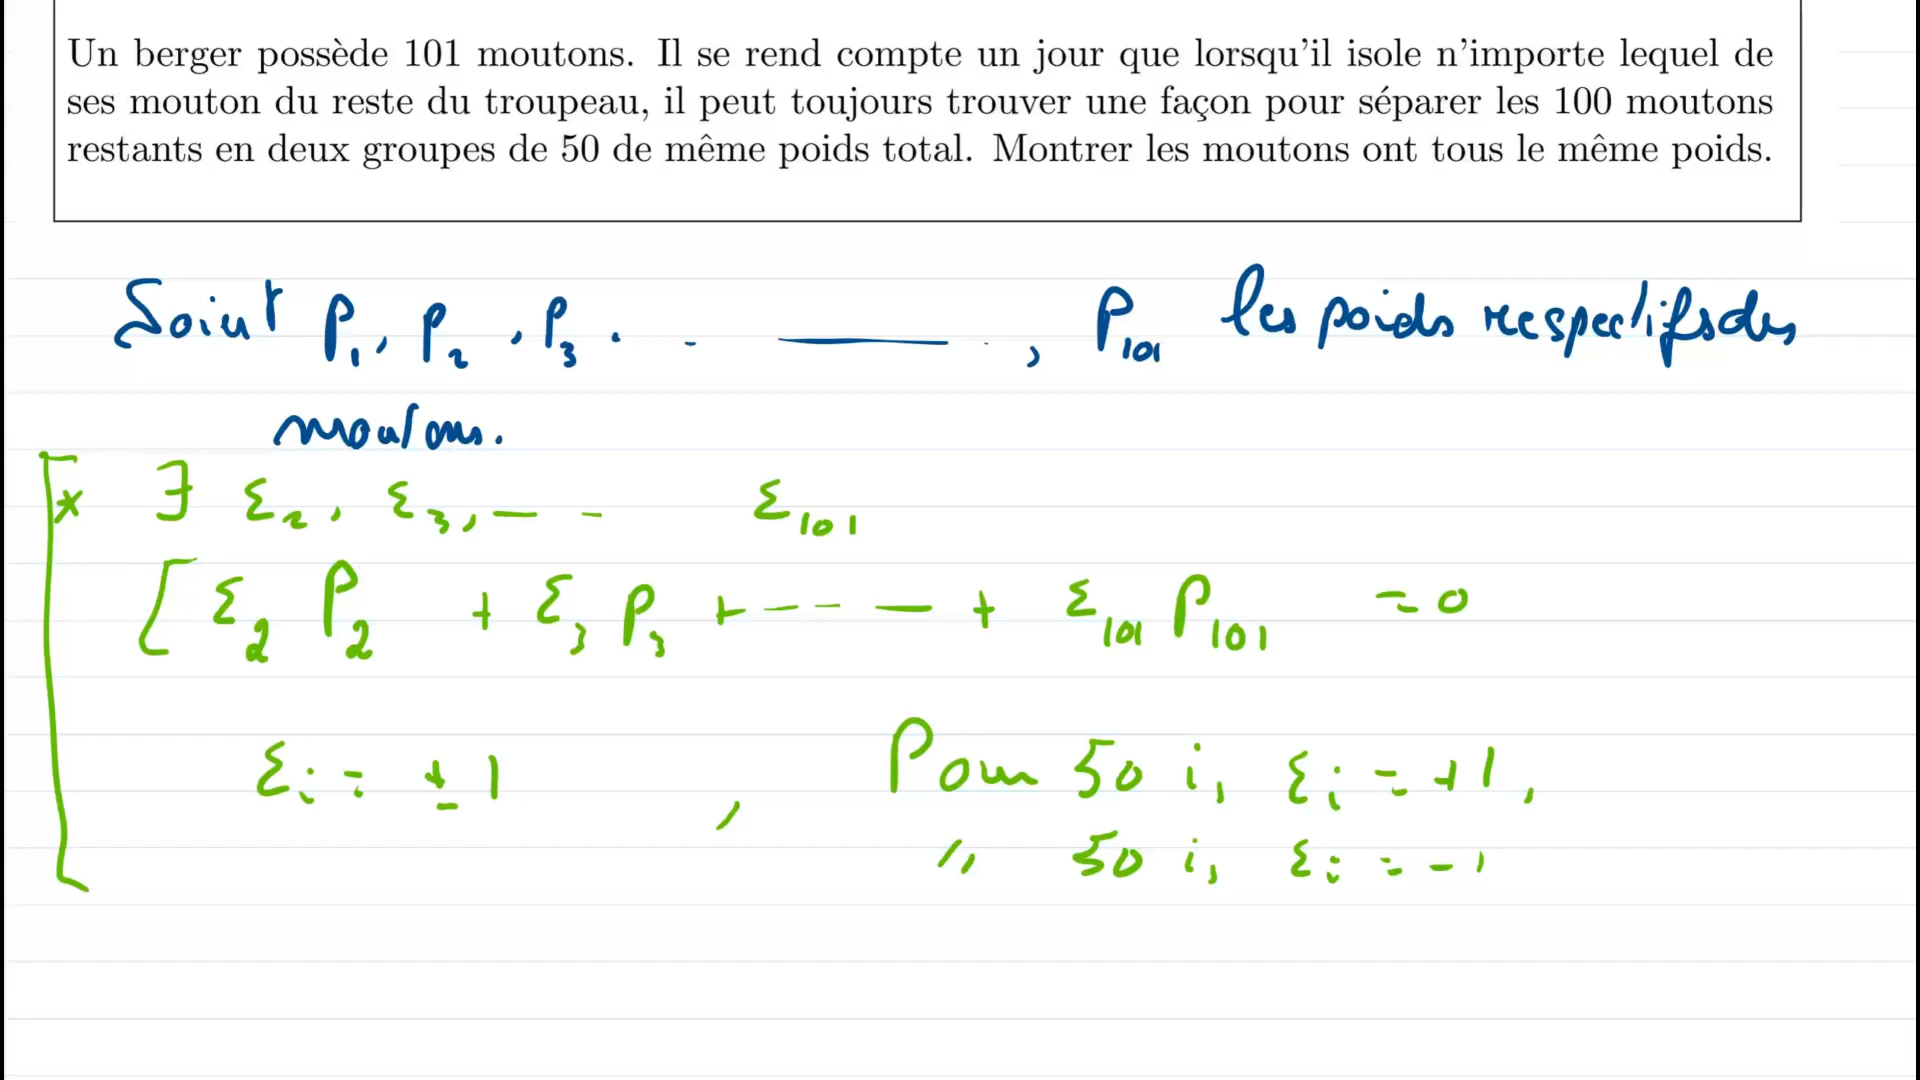 Un berger possède 101 moutons. Il se rend compte un jour que lorsqu'il isole n'importe lequel de
ses mouton du reste du troupeau, il peut toujours trouver une façon pour séparer les 100 moutons
restants en deux groupes de 50 de même poids total. Montrer les moutons ont tous le même poids.
Soient P₁, P₂, P₃ . . ——— . , P₁₀₁ les poids respectifs des
moutons.
* ∃ ε₂, ε₃, — - ε₁₀₁
[ ε₂ P₂ + ε₃ P₃ + ---- — + ε₁₀₁ P₁₀₁ = 0
εᵢ = ± 1 , Pour 50 i, εᵢ = +1,
〃 50 i, εᵢ = -1